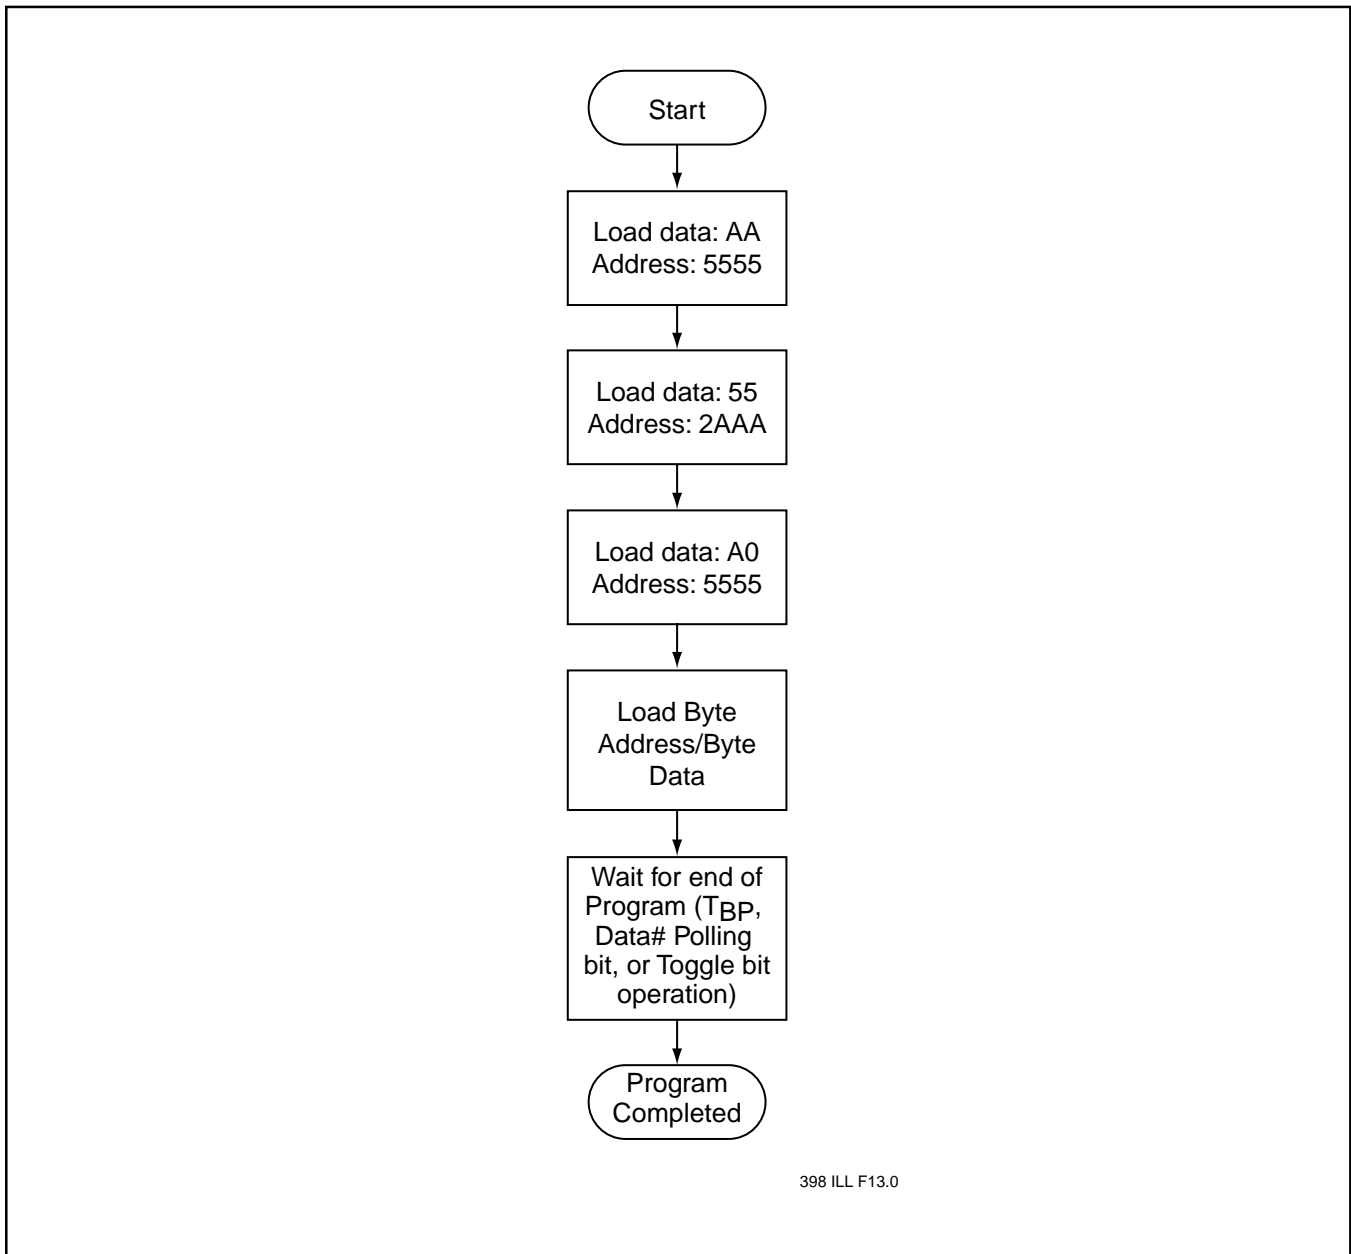 Start
Load data: AA
Address: 5555
Load data: 55
Address: 2AAA
Load data: A0
Address: 5555
Load Byte
Address/Byte
Data
Wait for end of
Program (TBP,
Data# Polling
bit, or Toggle bit
operation)
Program
Completed
398 ILL F13.0